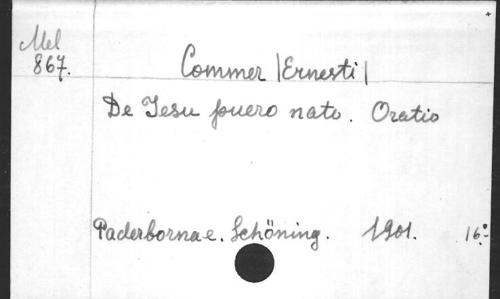 Mel
867.
Commer |Ernesti|
De Jesu puero nato. Oratio
Paderbornae. Schöning. 1901. 16°